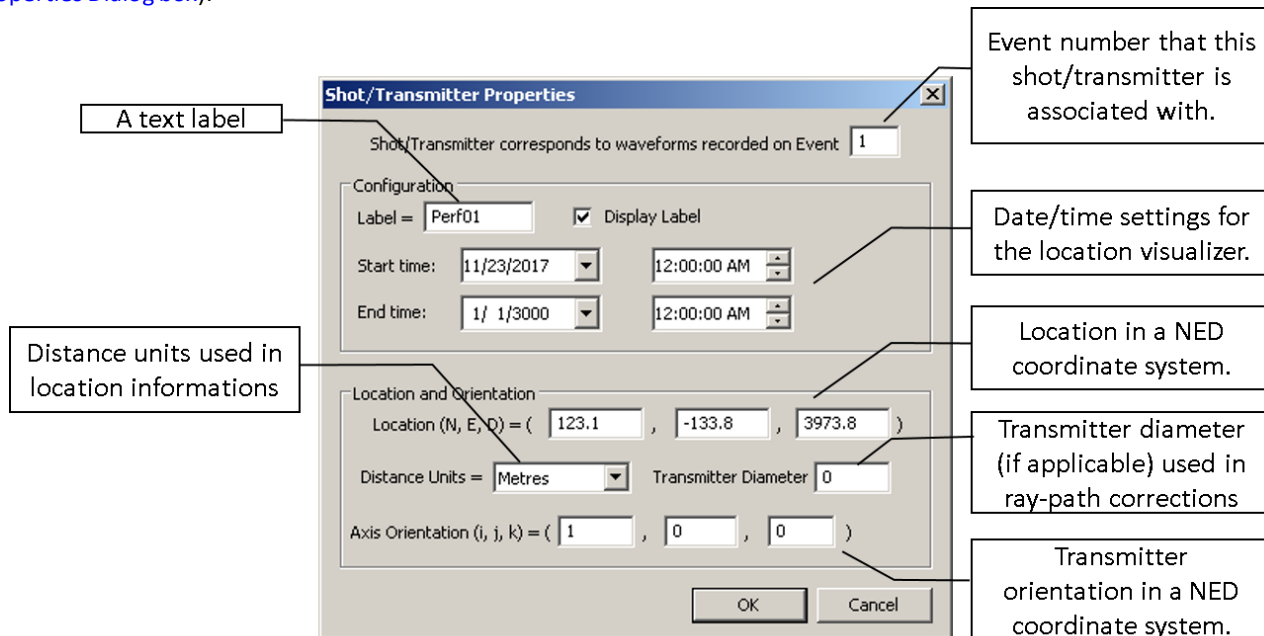 operties Dialog box).
Event number that this
shot/transmitter is
associated with.
A text label
Shot/Transmitter Properties
Shot/Transmitter corresponds to waveforms recorded on Event 1
Configuration
Label = Perf01 Display Label
Start time: 11/23/2017 12:00:00 AM
End time: 1/ 1/3000 12:00:00 AM
Date/time settings for
the location visualizer.
Distance units used in
location informations
Location in a NED
coordinate system.
Location and Orientation
Location (N, E, D) = ( 123.1 , -133.8 , 3973.8 )
Distance Units = Metres Transmitter Diameter 0
Axis Orientation (i, j, k) = ( 1 , 0 , 0 )
Transmitter diameter
(if applicable) used in
ray-path corrections
Transmitter
orientation in a NED
coordinate system.
OK Cancel